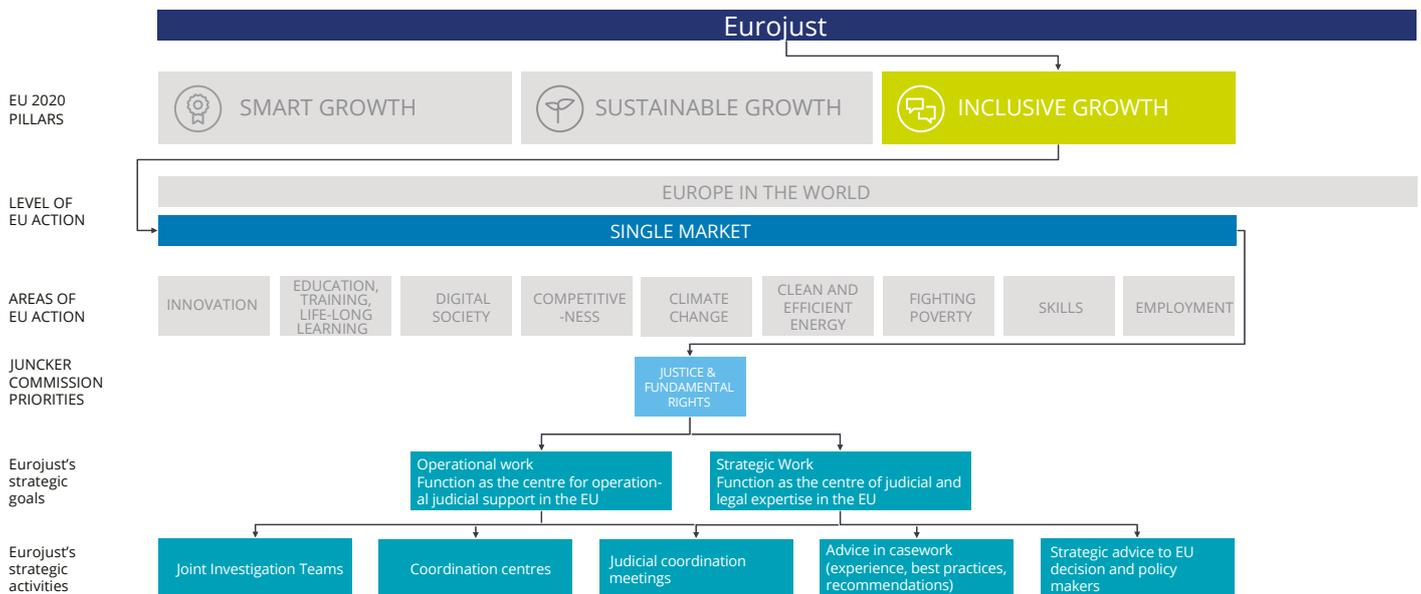 Eurojust
EU 2020
PILLARS
SMART GROWTH
SUSTAINABLE GROWTH
INCLUSIVE GROWTH
LEVEL OF
EU ACTION
EUROPE IN THE WORLD
SINGLE MARKET
AREAS OF
EU ACTION
INNOVATION
EDUCATION,
TRAINING,
LIFE-LONG
LEARNING
DIGITAL
SOCIETY
COMPETITIVE
-NESS
CLIMATE
CHANGE
CLEAN AND
EFFICIENT
ENERGY
FIGHTING
POVERTY
SKILLS
EMPLOYMENT
JUNCKER
COMMISSION
PRIORITIES
JUSTICE &
FUNDAMENTAL
RIGHTS
Eurojust’s
strategic
goals
Operational work
Function as the centre for operation-
al judicial support in the EU
Strategic Work
Function as the centre of judicial and
legal expertise in the EU
Eurojust’s
strategic
activities
Joint Investigation Teams
Coordination centres
Judicial coordination
meetings
Advice in casework
(experience, best practices,
recommendations)
Strategic advice to EU
decision and policy
makers